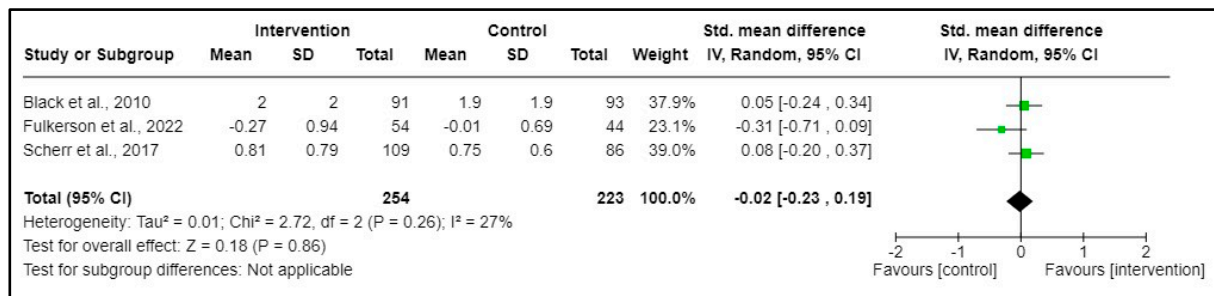 Intervention Control Std. mean difference Std. mean difference
Study or Subgroup Mean SD Total Mean SD Total Weight IV, Random, 95% CI IV, Random, 95% CI
Black et al., 2010 2 2 91 1.9 1.9 93 37.9% 0.05 [-0.24 , 0.34]
Fulkerson et al., 2022 -0.27 0.94 54 -0.01 0.69 44 23.1% -0.31 [-0.71 , 0.09]
Scherr et al., 2017 0.81 0.79 109 0.75 0.6 86 39.0% 0.08 [-0.20 , 0.37]
Total (95% CI) 254 223 100.0% -0.02 [-0.23 , 0.19]
Heterogeneity: Tau² = 0.01; Chi² = 2.72, df = 2 (P = 0.26); I² = 27%
Test for overall effect: Z = 0.18 (P = 0.86)
Test for subgroup differences: Not applicable
-2 -1 0 1 2
Favours [control] Favours [intervention]